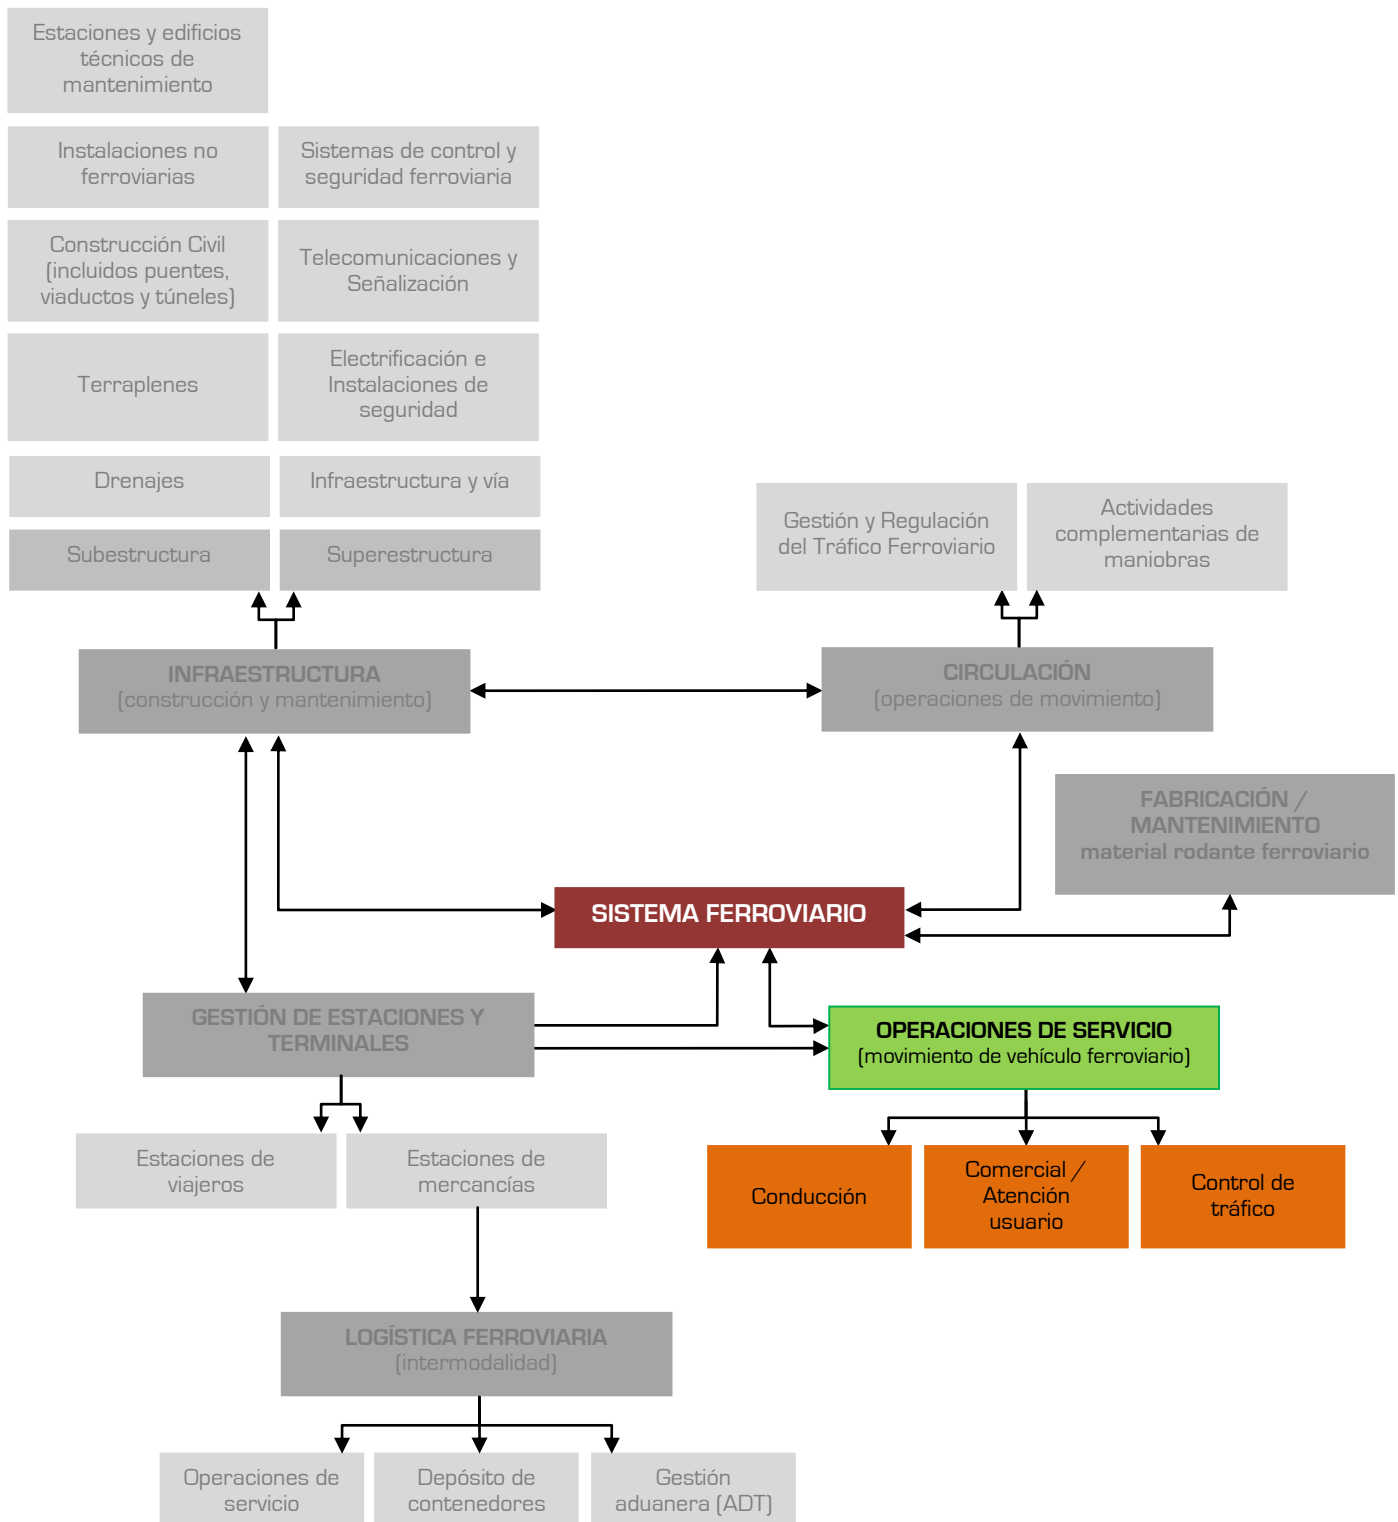 Estaciones y edificios
técnicos de
mantenimiento
Instalaciones no
ferroviarias
Sistemas de control y
seguridad ferroviaria
Construcción Civil
(incluidos puentes,
viaductos y túneles)
Telecomunicaciones y
Señalización
Terraplenes
Electrificación e
Instalaciones de
seguridad
Drenajes
Infraestructura y vía
Subestructura
Superestructura
Gestión y Regulación
del Tráfico Ferroviario
Actividades
complementarias de
maniobras
INFRAESTRUCTURA
(construcción y mantenimiento)
CIRCULACIÓN
(operaciones de movimiento)
FABRICACIÓN /
MANTENIMIENTO
material rodante ferroviario
SISTEMA FERROVIARIO
GESTIÓN DE ESTACIONES Y
TERMINALES
OPERACIONES DE SERVICIO
(movimiento de vehículo ferroviario)
Estaciones de
viajeros
Estaciones de
mercancías
Conducción
Comercial /
Atención
usuario
Control de
tráfico
LOGÍSTICA FERROVIARIA
(intermodalidad)
Operaciones de
servicio
Depósito de
contenedores
Gestión
aduanera (ADT)